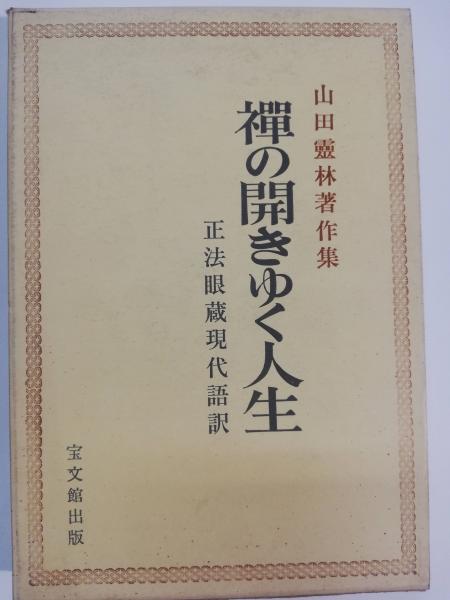 山田靈林著作集
禪の開きゆく人生
正法眼蔵現代語訳
宝文館出版